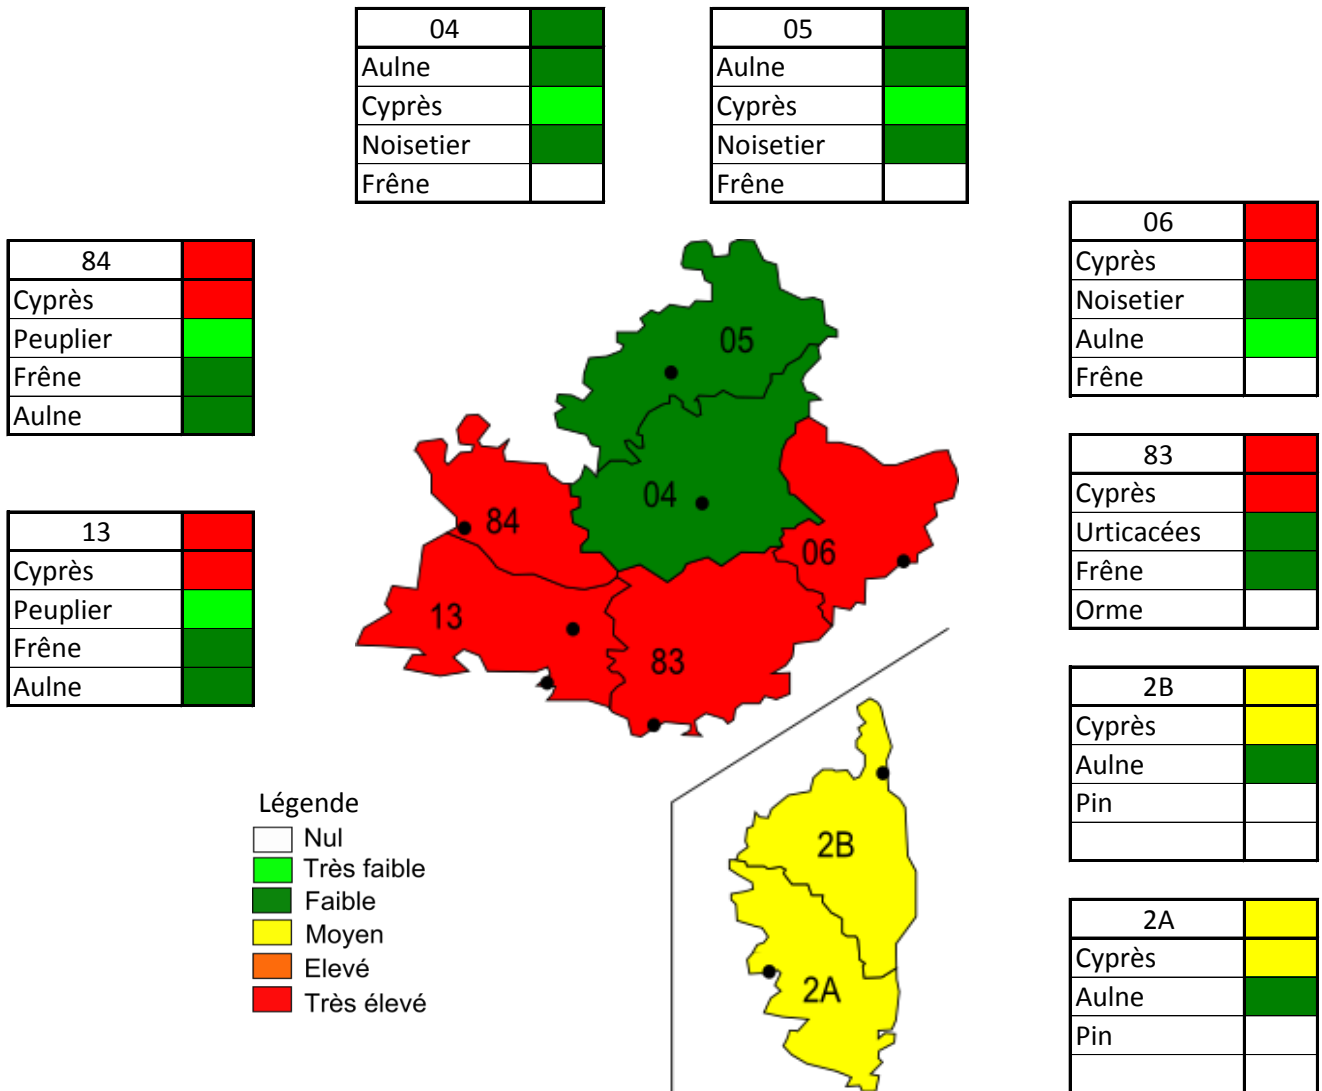 04
Aulne
Cyprès
Noisetier
Frêne
05
Aulne
Cyprès
Noisetier
Frêne
84
Cyprès
Peuplier
Frêne
Aulne
13
Cyprès
Peuplier
Frêne
Aulne
05
04
84
06
13
83
2B
2A
06
Cyprès
Noisetier
Aulne
Frêne
83
Cyprès
Urticacées
Frêne
Orme
2B
Cyprès
Aulne
Pin
2A
Cyprès
Aulne
Pin
Légende
Nul
Très faible
Faible
Moyen
Elevé
Très élevé